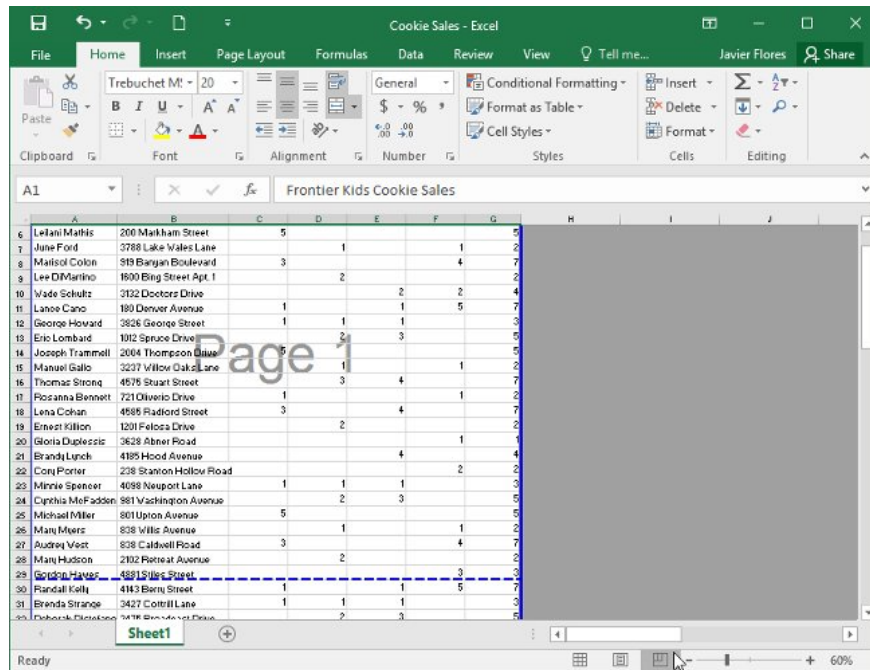 Cookie Sales - Excel
File Home Insert Page Layout Formulas Data Review View Tell me... Javier Flores Share
Trebuchet M: 20 General Conditional Formatting Insert
Paste B I U A A $ % , Format as Table Delete
A .00 .0 Cell Styles Format
Clipboard Font Alignment Number Styles Cells Editing
A1 fx Frontier Kids Cookie Sales
A B C D E F G H I J
6 Leilani Mathis 200 Markham Street 5 5
7 June Ford 3788 Lake Wales Lane 1 1 2
8 Marisol Colon 919 Banyan Boulevard 3 4 7
9 Lee DiMartino 1600 Bing Street Apt. 1 2 2
10 Wade Schultz 3132 Doctors Drive 2 2 4
11 Lance Cano 180 Denver Avenue 1 1 5 7
12 George Howard 3826 George Street 1 1 1 3
13 Eric Lombard 1012 Spruce Drive 2 3 5
14 Joseph Trammell 2004 Thompson Drive 5 5
Page 1
15 Manuel Gallo 3237 Willow Oaks Lane 1 1 2
16 Thomas Strong 4575 Stuart Street 3 4 7
17 Rosanna Bennett 721 Oliverio Drive 1 1 2
18 Lena Cohan 4585 Radford Street 3 4 7
19 Ernest Killion 1201 Felosa Drive 2 2
20 Gloria Duplessis 3628 Abner Road 1 1
21 Brandy Lynch 4185 Hood Avenue 4 4
22 Cory Porter 238 Stanton Hollow Road 2 2
23 Minnie Spencer 4098 Neuport Lane 1 1 1 3
24 Cynthia McFadden 981 Washington Avenue 2 3 5
25 Michael Miller 801 Upton Avenue 5 5
26 Mary Myers 838 Willis Avenue 1 1 2
27 Audrey Vest 838 Caldwell Road 3 4 7
28 Mary Hudson 2102 Retreat Avenue 2 2
29 Gordon Hayes 4881 Stiles Street 3 3
30 Randall Kelly 4143 Berry Street 1 1 5 7
31 Brenda Strange 3427 Cottrill Lane 1 1 1 3
Deborah 2 3 5
Sheet1
Ready 60%